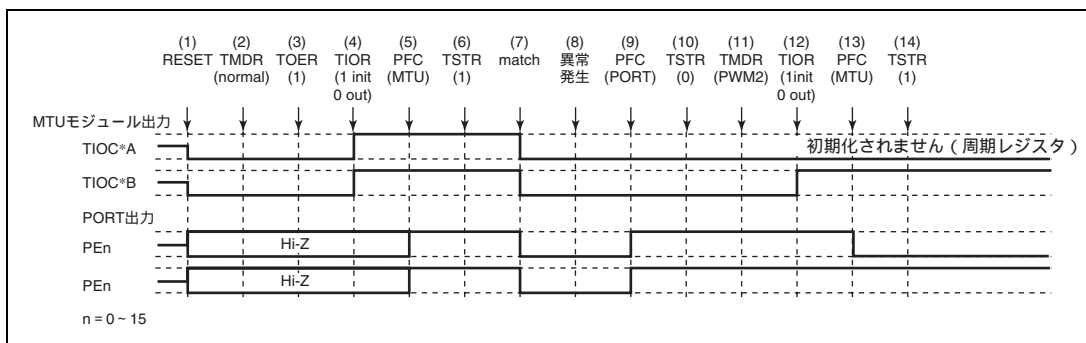 (1) (2) (3) (4) (5) (6) (7) (8) (9) (10) (11) (12) (13) (14)
RESET TMDR TOER TIOR PFC TSTR match 異常 PFC TSTR TMDR TIOR PFC TSTR
(normal) (1) (1 init (MTU) (1) 発生 (PORT) (0) (PWM2) (1init (MTU) (1)
0 out) 0 out)
MTUモジュール出力
TIOC*A 初期化されません(周期レジスタ)
TIOC*B
PORT出力
PEn Hi-Z
PEn Hi-Z
n = 0 ~ 15